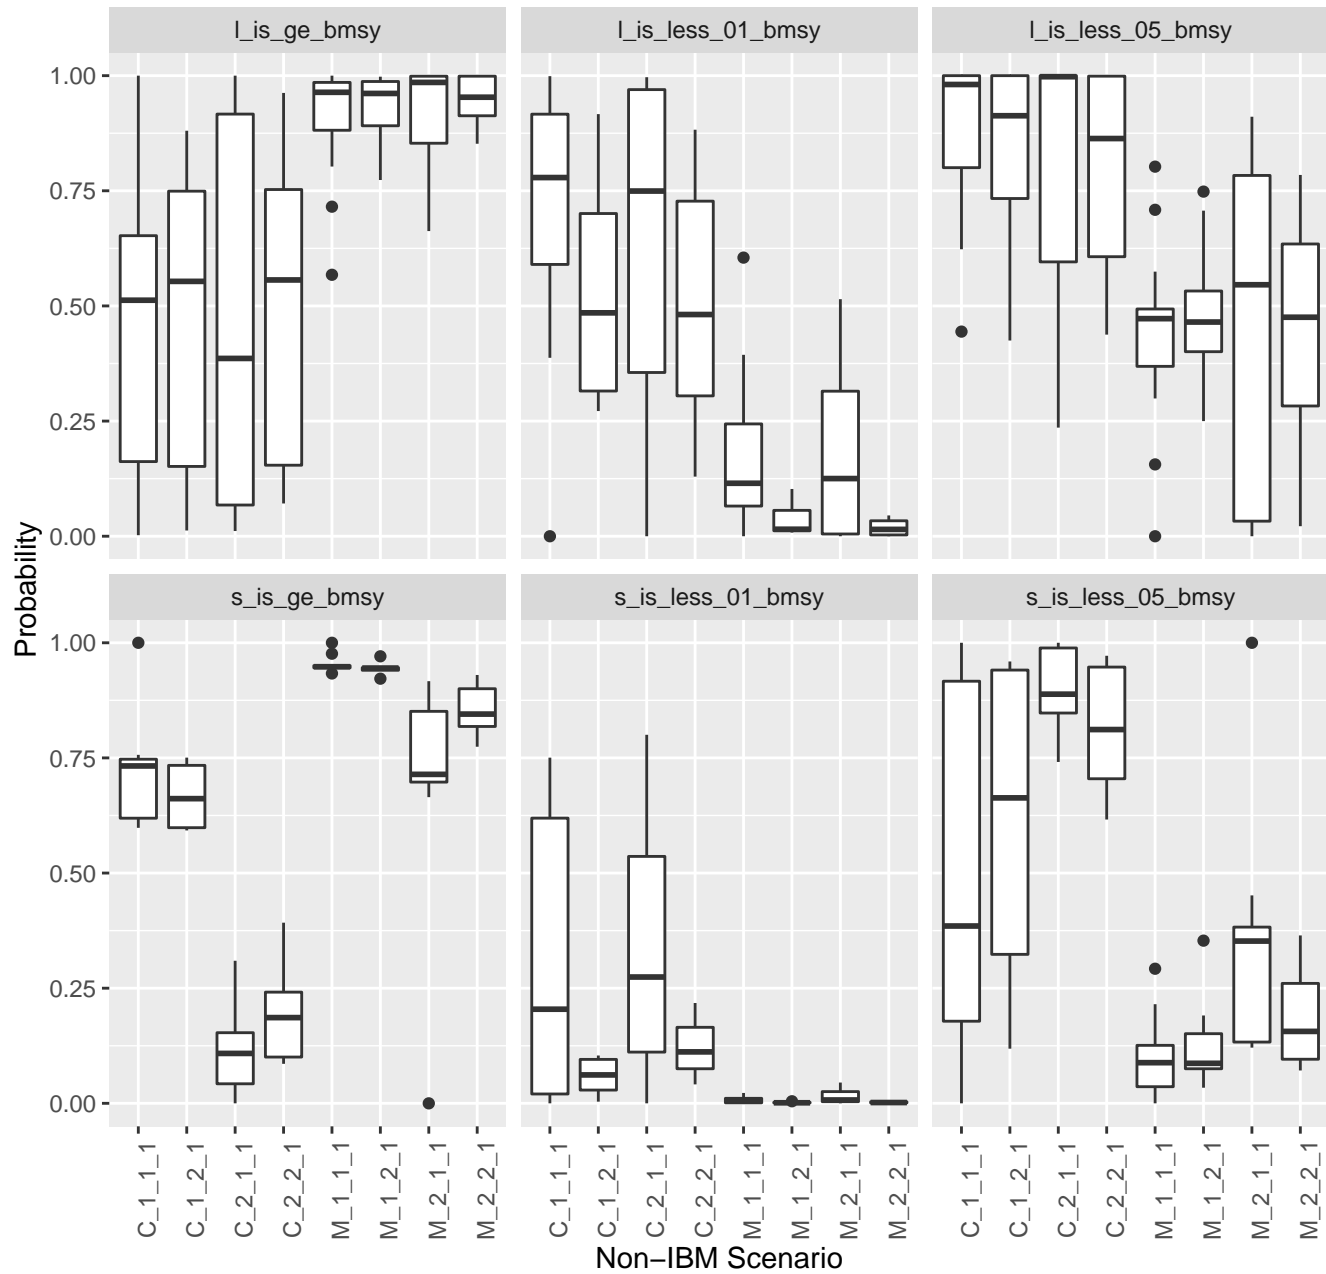 l_is_ge_bmsy l_is_less_01_bmsy l_is_less_05_bmsy
1.00
0.75
0.50
0.25
0.00
Probability
s_is_ge_bmsy s_is_less_01_bmsy s_is_less_05_bmsy
1.00
0.75
0.50
0.25
0.00
C_1_1_1 C_1_2_1 C_2_1_1 C_2_2_1 M_1_1_1 M_1_2_1 M_2_1_1 M_2_2_1 C_1_1_1 C_1_2_1 C_2_1_1 C_2_2_1 M_1_1_1 M_1_2_1 M_2_1_1 M_2_2_1 C_1_1_1 C_1_2_1 C_2_1_1 C_2_2_1 M_1_1_1 M_1_2_1 M_2_1_1 M_2_2_1
Non−IBM Scenario